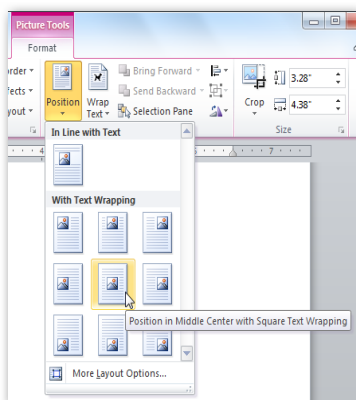 Picture Tools
Format
order
Bring Forward
fects
Send Backward
yout
Position
Wrap
Text
Selection Pane
Crop
3.28"
4.38"
Size
In Line with Text
4
6
7
With Text Wrapping
Position in Middle Center with Square Text Wrapping
More Layout Options...